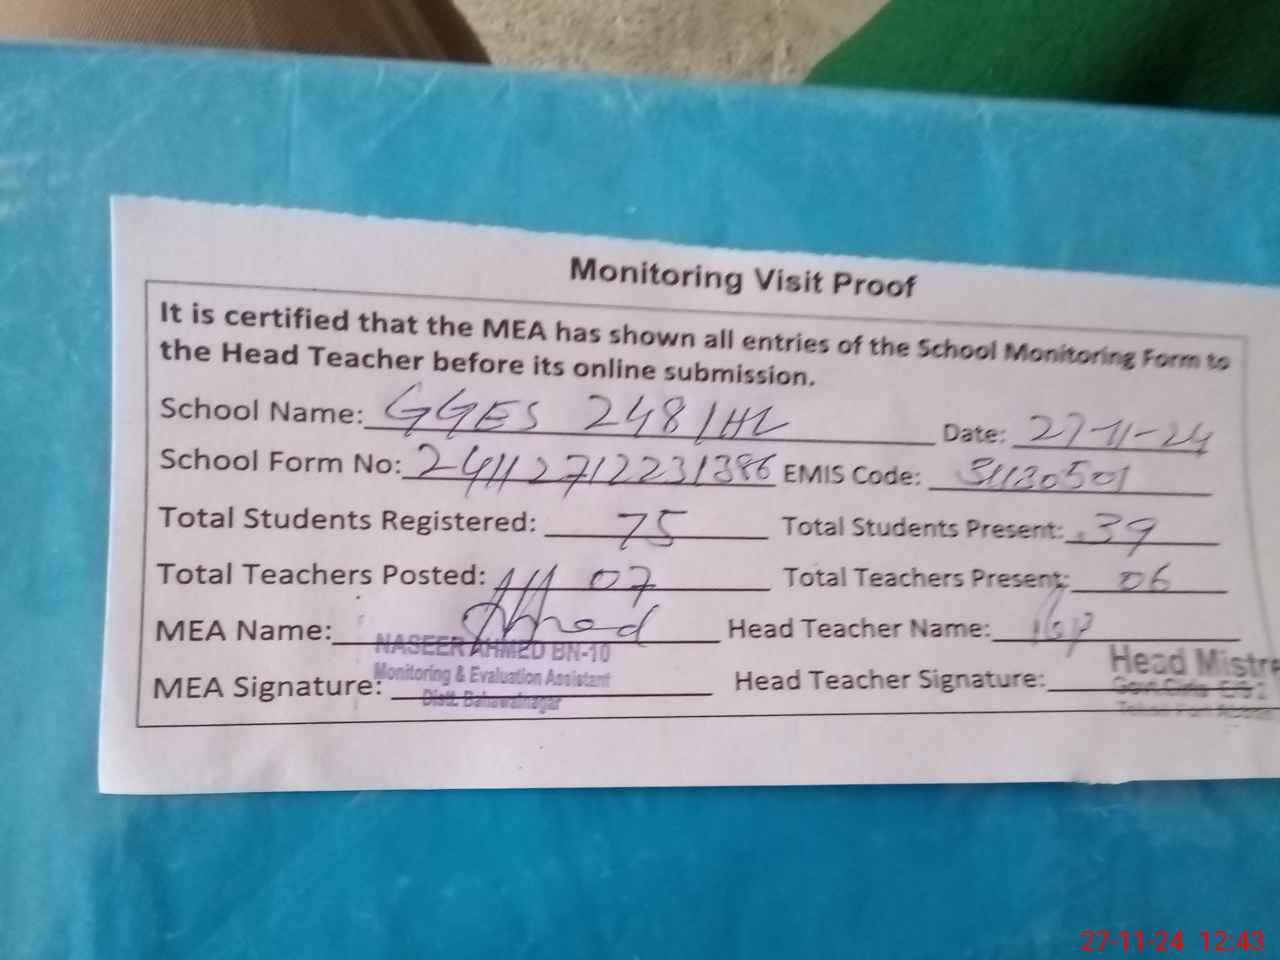 Monitoring Visit Proof
It is certified that the MEA has shown all entries of the School Monitoring Form to
the Head Teacher before its online submission.
School Name: GGES 248/HL Date: 27-11-24
School Form No: 24112712231386 EMIS Code: 31130501
Total Students Registered: 75 Total Students Present: 39
Total Teachers Posted: 07 Total Teachers Present: 06
MEA Name: Head Teacher Name:
NASEER AHMED BN-10
Monitoring & Evaluation Assistant
Distt. Bahawalnagar
MEA Signature: Head Teacher Signature:
Head Mistre
27-11-24 12:43